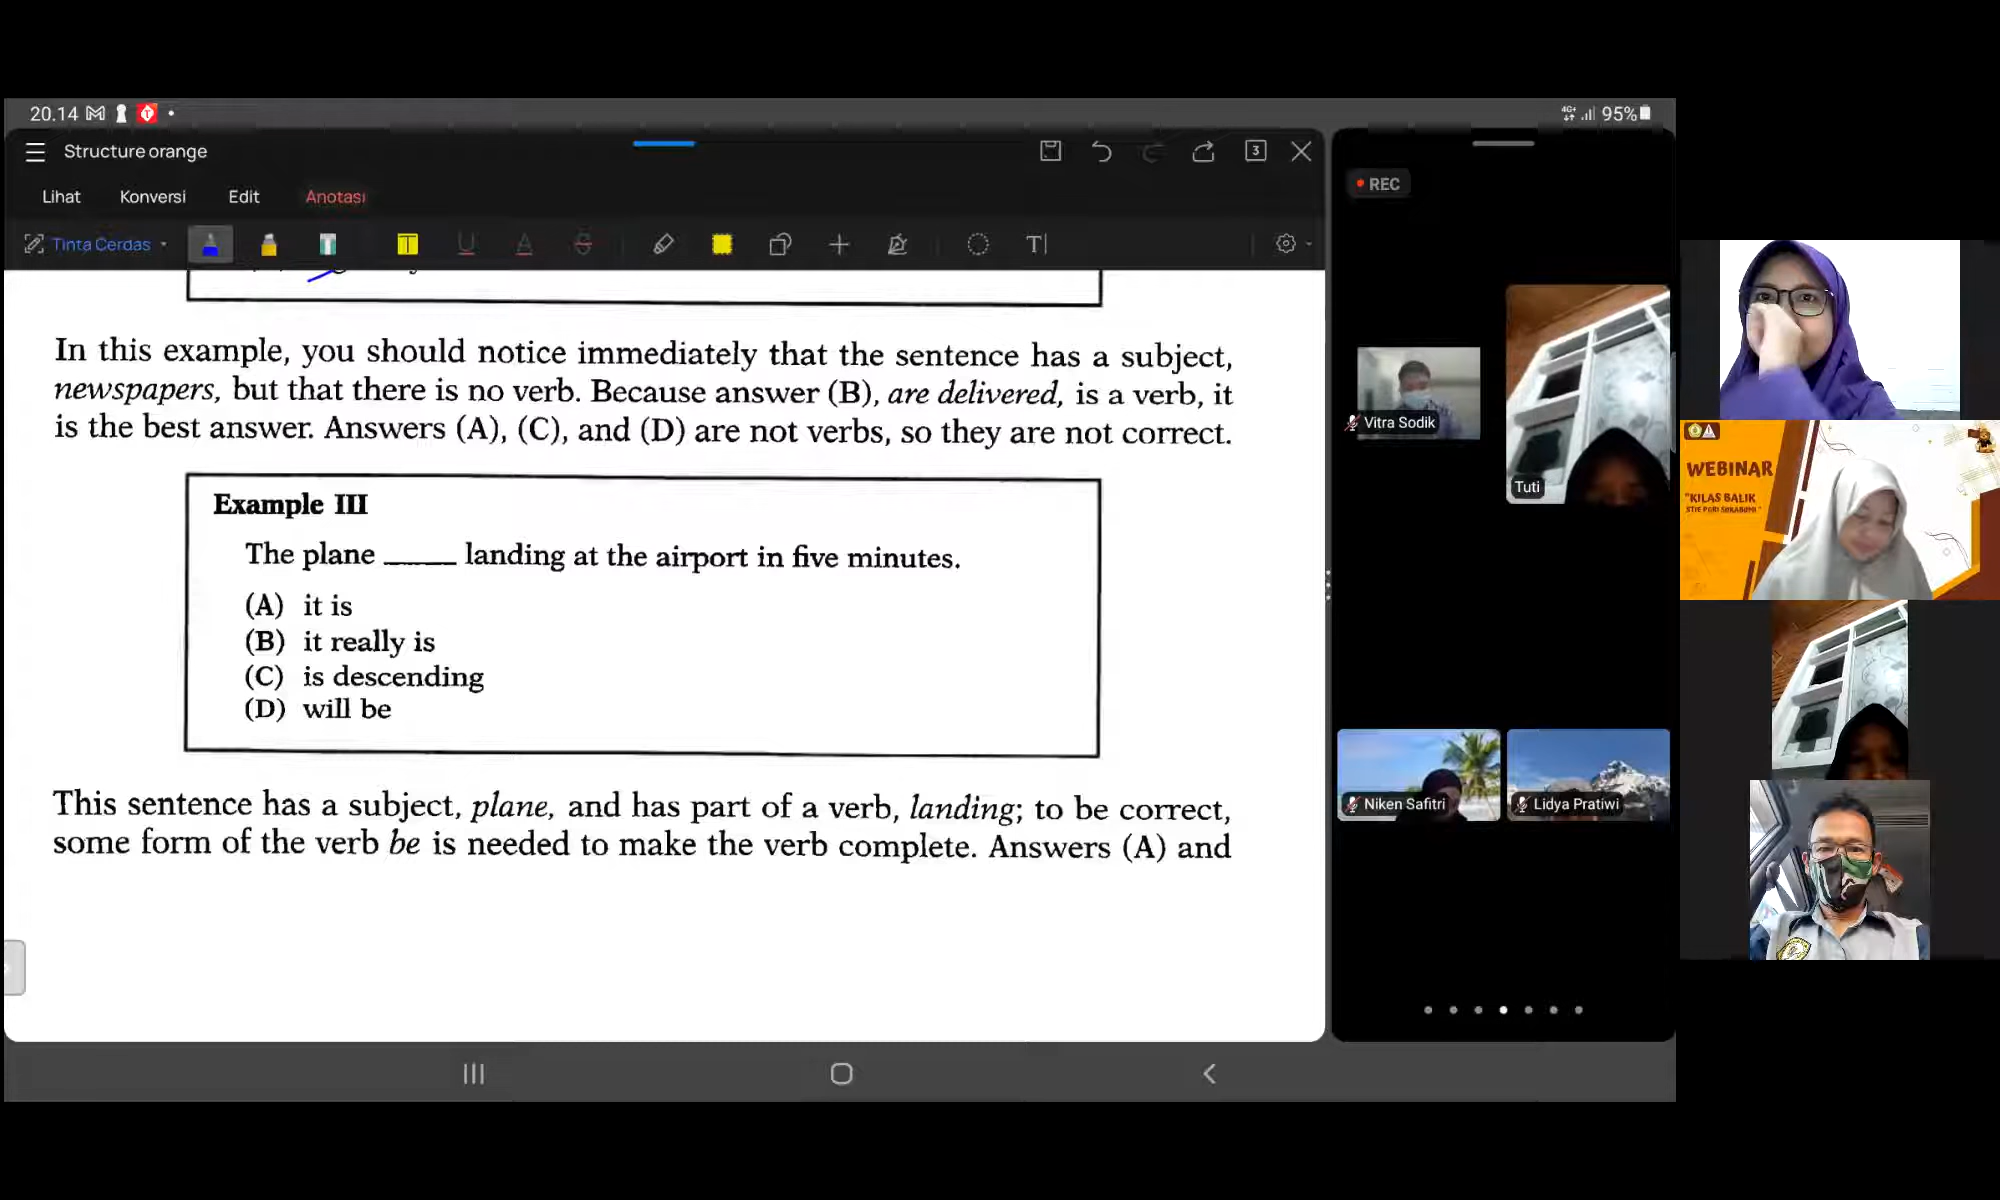 20.14
95%
Structure orange
3
Lihat Konversi Edit Anotasi
Tinta Cerdas
In this example, you should notice immediately that the sentence has a subject,
newspapers, but that there is no verb. Because answer (B), are delivered, is a verb, it
is the best answer. Answers (A), (C), and (D) are not verbs, so they are not correct.
Example III
The plane _____ landing at the airport in five minutes.
(A) it is
(B) it really is
(C) is descending
(D) will be
This sentence has a subject, plane, and has part of a verb, landing; to be correct,
some form of the verb be is needed to make the verb complete. Answers (A) and
REC
Vitra Sodik
Tuti
Niken Safitri
Lidya Pratiwi
WEBINAR
"KILAS BALIK
STIE PGRI SUKABUMI"